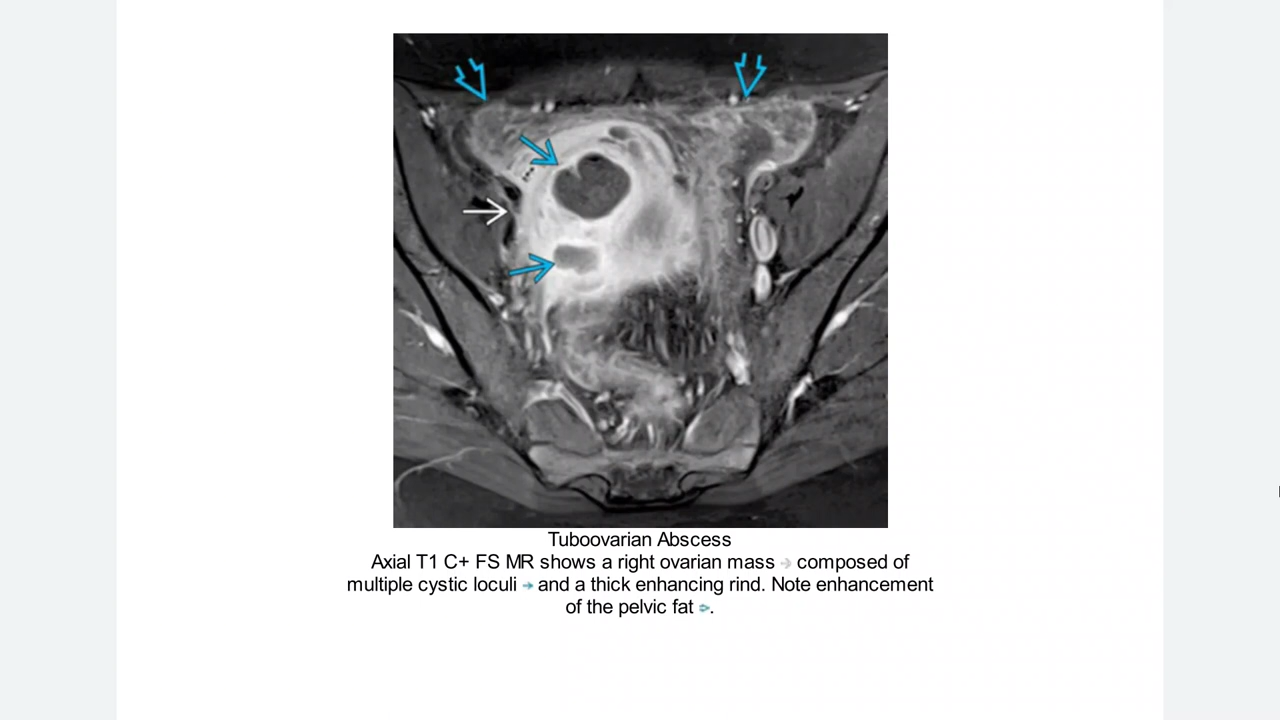 Tuboovarian Abscess
Axial T1 C+ FS MR shows a right ovarian mass → composed of
multiple cystic loculi → and a thick enhancing rind. Note enhancement
of the pelvic fat ⇨.